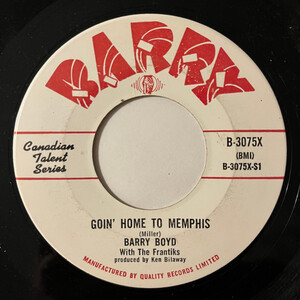 BARRY
Canadian
Talent
Series
B-3075X
(BMI)
B-3075X-S1
GOIN' HOME TO MEMPHIS
(Miller)
BARRY BOYD
With The Frantiks
produced by Ken Bilaway
MANUFACTURED BY QUALITY RECORDS LIMITED